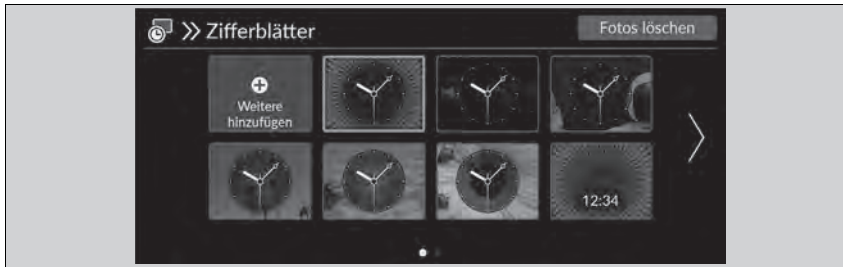 Zifferblätter
Fotos löschen
Weitere
hinzufügen
12:34